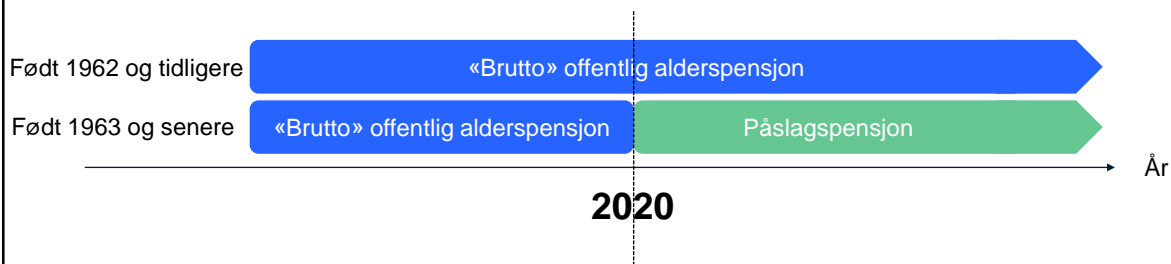 Født 1962 og tidligere
«Brutto» offentlig alderspensjon
Født 1963 og senere
«Brutto» offentlig alderspensjon
Påslagspensjon
År
2020